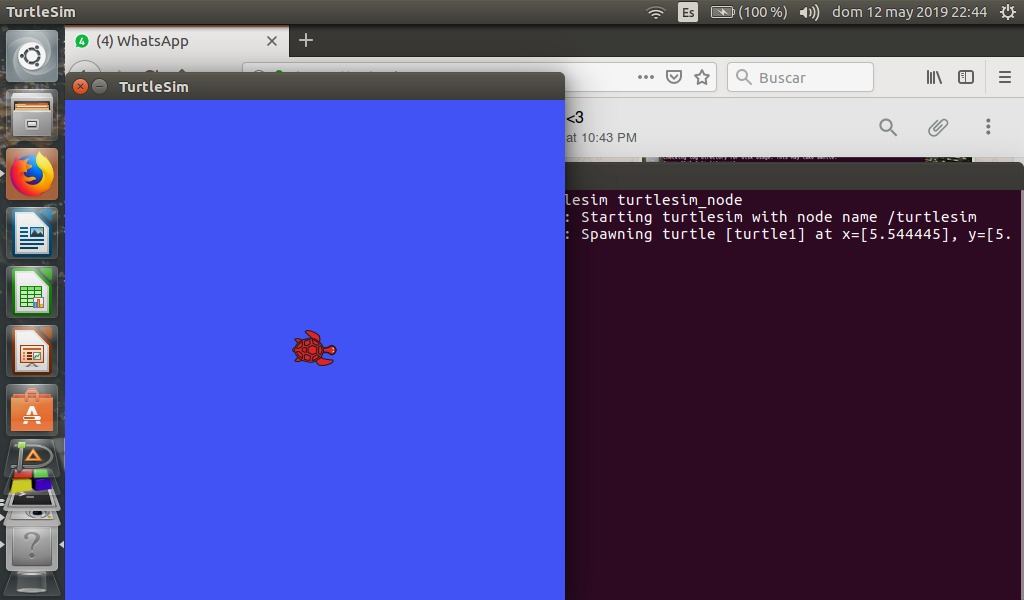 TurtleSim
Es
(100 %)
dom 12 may 2019 22:44
4
(4) WhatsApp
Buscar
TurtleSim
<3
at 10:43 PM
lesim turtlesim_node
: Starting turtlesim with node name /turtlesim
: Spawning turtle [turtle1] at x=[5.544445], y=[5.
A
?